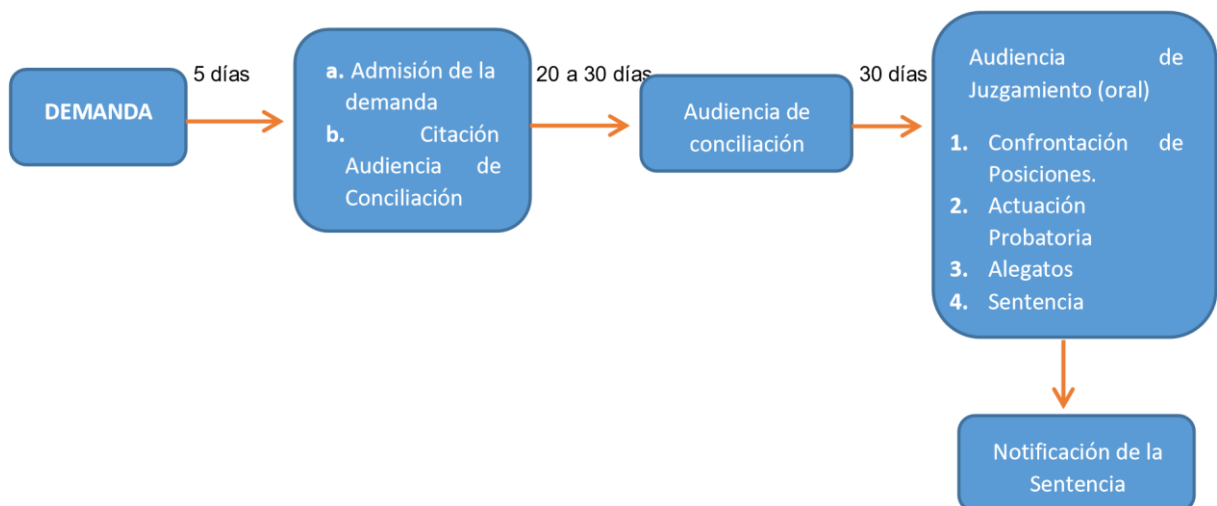 DEMANDA
5 días
a. Admisión de la
demanda
b. Citación
Audiencia de
Conciliación
20 a 30 días
Audiencia de
conciliación
30 días
Audiencia de
Juzgamiento (oral)
1. Confrontación de
Posiciones.
2. Actuación
Probatoria
3. Alegatos
4. Sentencia
Notificación de la
Sentencia